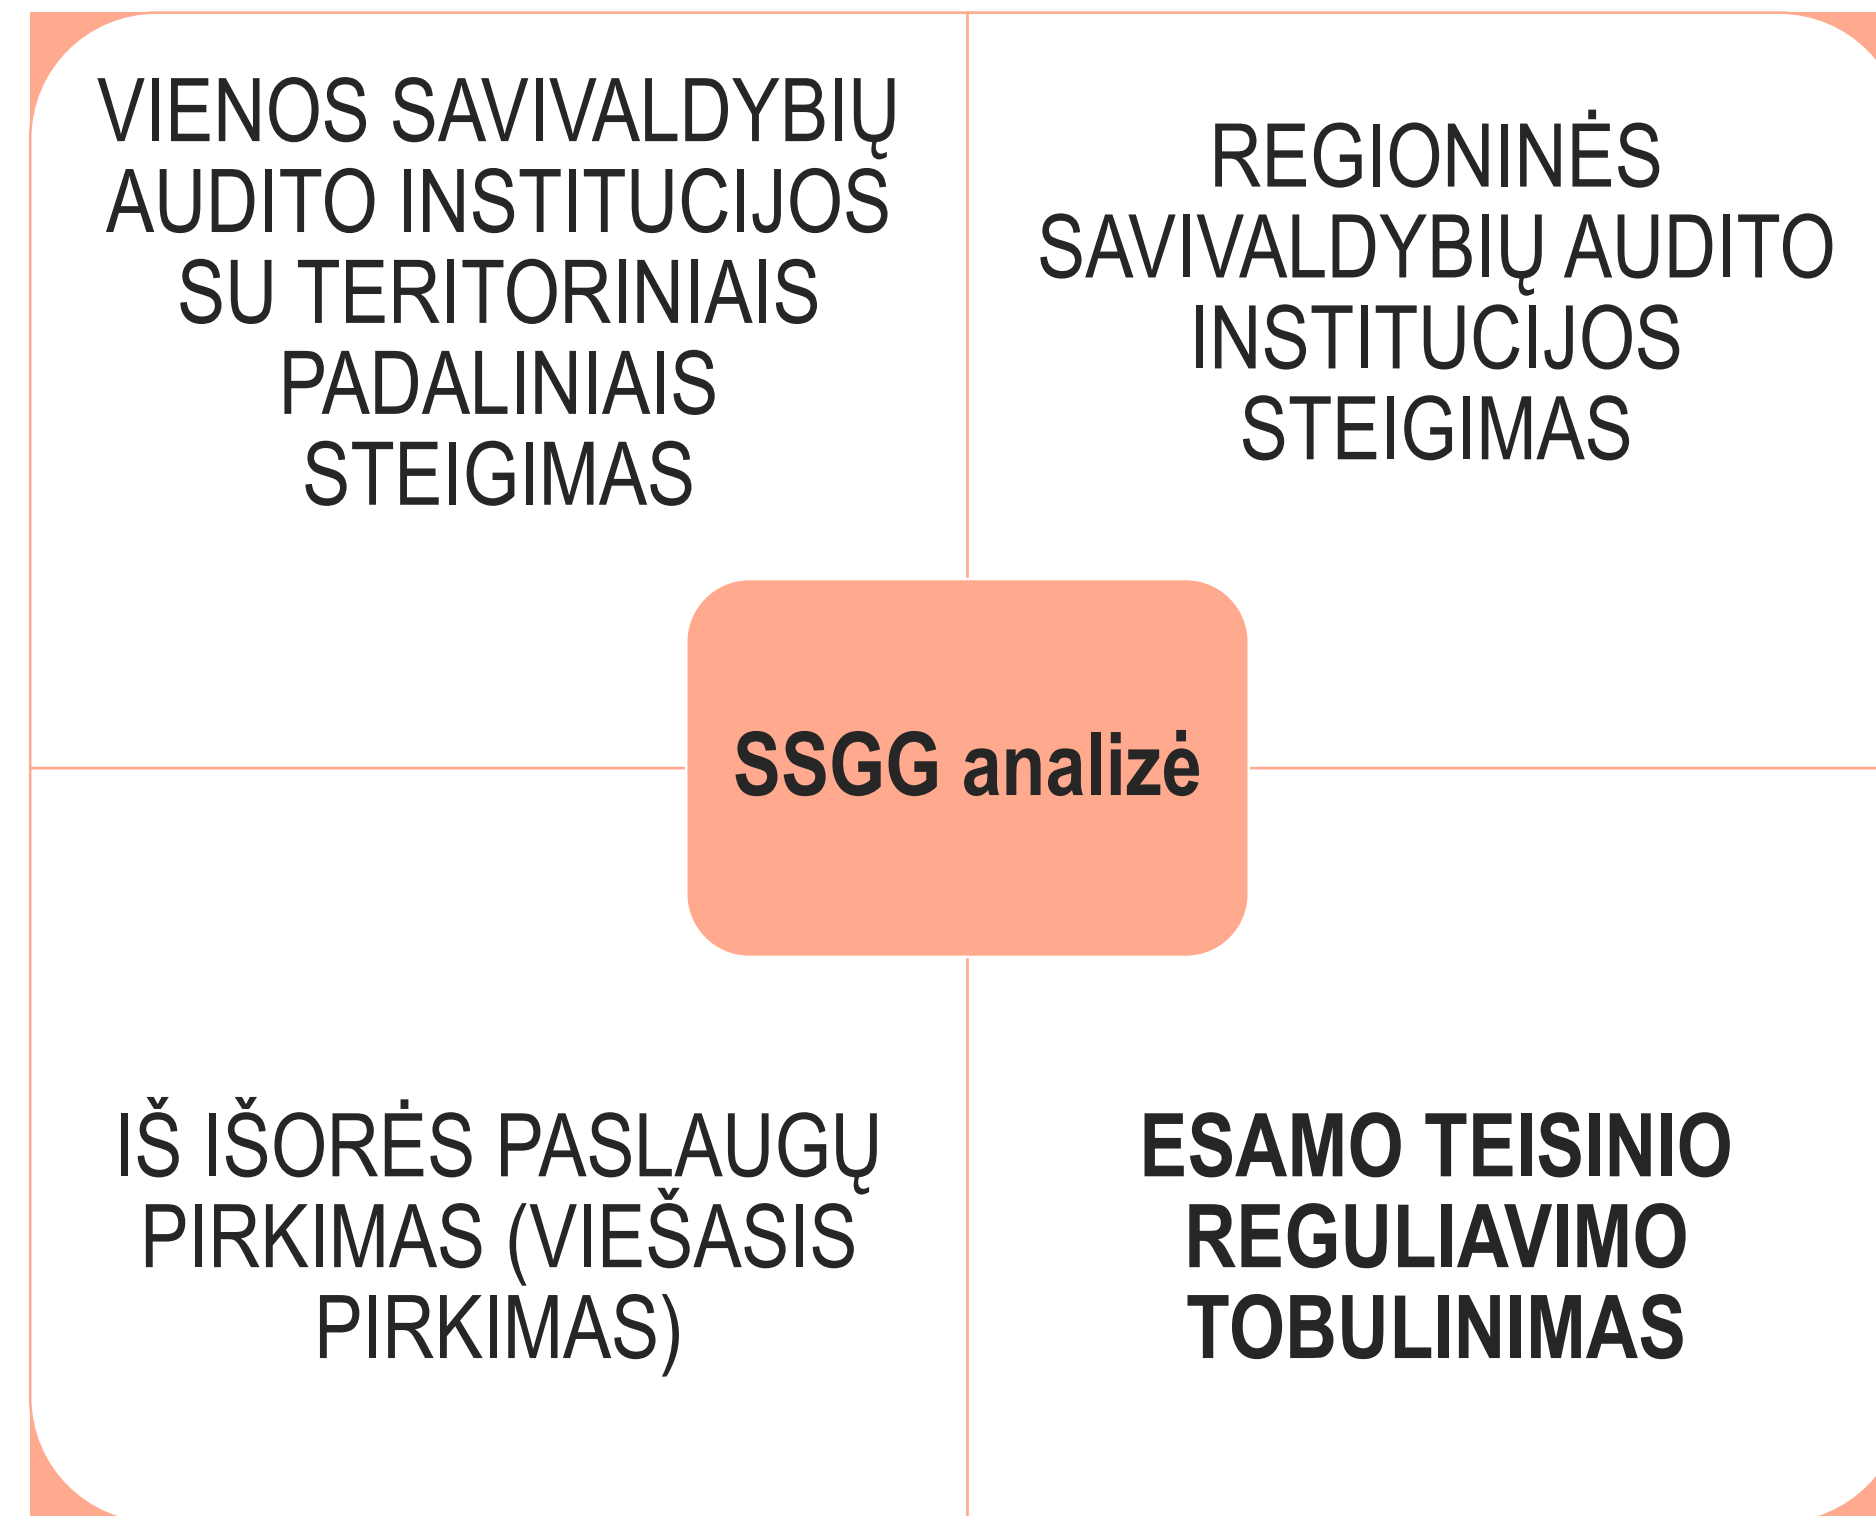 VIENOS SAVIVALDYBIŲ
AUDITO INSTITUCIJOS
SU TERITORINIAIS
PADALINIAIS
STEIGIMAS
REGIONINĖS
SAVIVALDYBIŲ AUDITO
INSTITUCIJOS
STEIGIMAS
SSGG analizė
IŠ IŠORĖS PASLAUGŲ
PIRKIMAS (VIEŠASIS
PIRKIMAS)
ESAMO TEISINIO
REGULIAVIMO
TOBULINIMAS